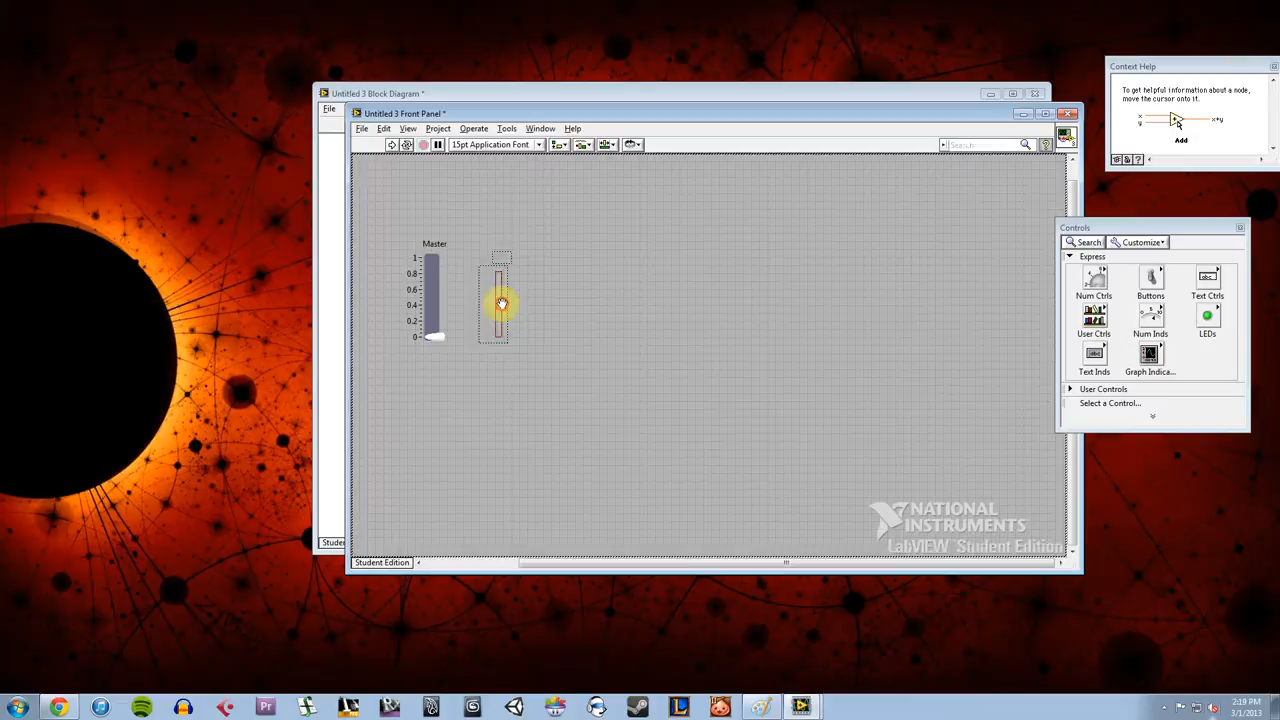 Untitled 3 Block Diagram *
File
Untitled 3 Front Panel *
File Edit View Project Operate Tools Window Help
15pt Application Font
Search
Master
1
0.8
0.6
0.4
0.2
0
NATIONAL
INSTRUMENTS
LabVIEW Student Edition
Stude
Student Edition
Context Help
To get helpful information about a node,
move the cursor onto it.
x
y
x+y
Add
Controls
Search Customize
Express
Num Ctrls Buttons Text Ctrls
User Ctrls Num Inds LEDs
Text Inds Graph Indica...
User Controls
Select a Control...
2:19 PM
3/1/2013